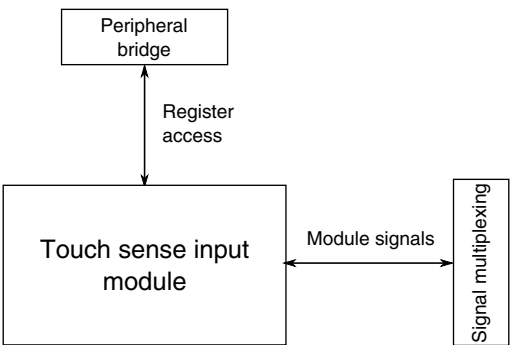 Peripheral
bridge
Register
access
Touch sense input
module
Module signals
Signal multiplexing